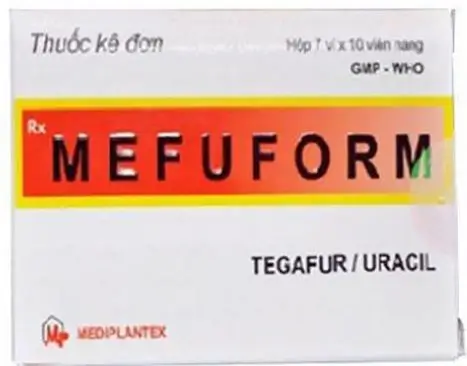 Thuốc kê đơn
Hộp 7 vỉ x 10 viên nang
GMP - WHO
Rx
MEFUFORM
TEGAFUR / URACIL
MEDIPLANTEX